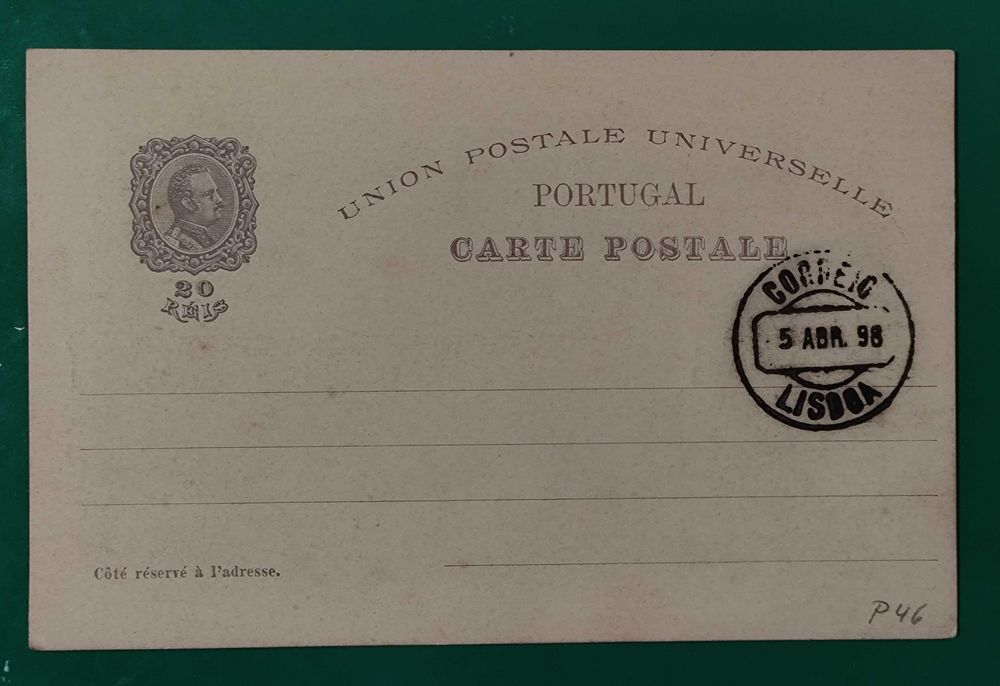 UNION POSTALE UNIVERSELLE
PORTUGAL
CARTE POSTALE
20
RÉIS
CORREIO
5 ABR. 98
LISBOA
Côté réservé à l'adresse.
P46